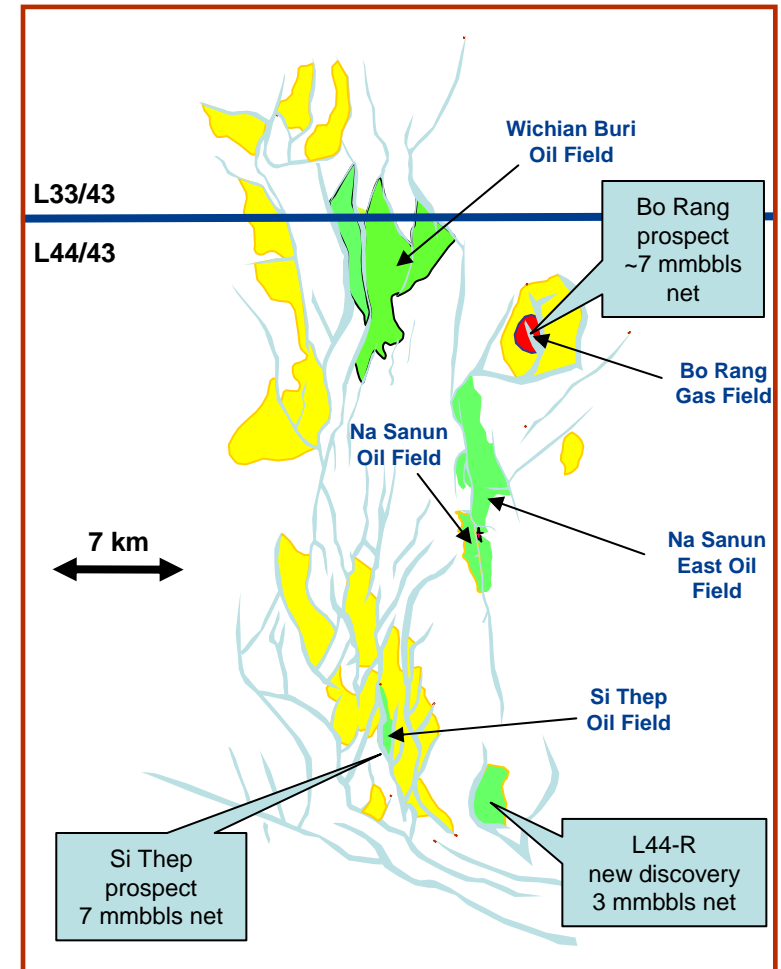 Wichian Buri
Oil Field
L33/43
L44/43
Bo Rang
prospect
~7 mmbbls
net
Bo Rang
Gas Field
Na Sanun
Oil Field
7 km
Na Sanun
East Oil
Field
Si Thep
Oil Field
Si Thep
prospect
7 mmbbls net
L44-R
new discovery
3 mmbbls net